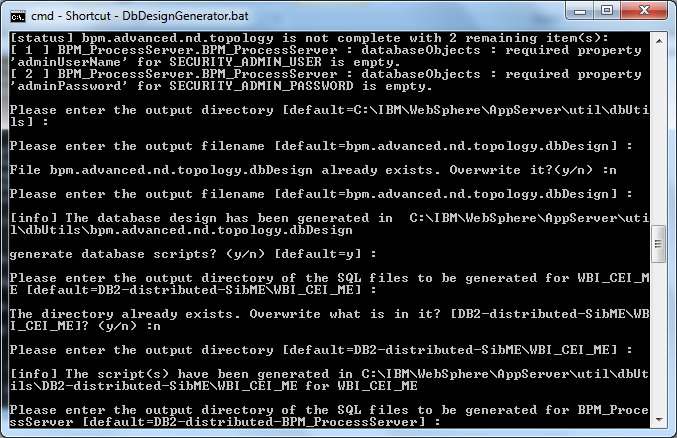 cmd - Shortcut - DbDesignGenerator.bat
[status] bpm.advanced.nd.topology is not complete with 2 remaining item(s):
[ 1 ] BPM_ProcessServer.BPM_ProcessServer : databaseObjects : required property
'adminUserName' for SECURITY_ADMIN_USER is empty.
[ 2 ] BPM_ProcessServer.BPM_ProcessServer : databaseObjects : required property
'adminPassword' for SECURITY_ADMIN_PASSWORD is empty.
Please enter the output directory [default=C:\IBM\WebSphere\AppServer\util\dbUti
ls] :
Please enter the output filename [default=bpm.advanced.nd.topology.dbDesign] :
File bpm.advanced.nd.topology.dbDesign already exists. Overwrite it?(y/n) :n
Please enter the output filename [default=bpm.advanced.nd.topology.dbDesign] :
[info] The database design has been generated in  C:\IBM\WebSphere\AppServer\uti
l\dbUtils\bpm.advanced.nd.topology.dbDesign
generate database scripts? (y/n) [default=y] :
Please enter the output directory of the SQL files to be generated for WBI_CEI_M
E [default=DB2-distributed-SibME\WBI_CEI_ME] :
The directory already exists. Overwrite what is in it? [DB2-distributed-SibME\WB
I_CEI_ME]? (y/n) :n
Please enter the output directory [default=DB2-distributed-SibME\WBI_CEI_ME] :
[info] The script(s) have been generated in C:\IBM\WebSphere\AppServer\util\dbUt
ils\DB2-distributed-SibME\WBI_CEI_ME for WBI_CEI_ME
Please enter the output directory of the SQL files to be generated for BPM_Proce
ssServer [default=DB2-distributed-BPM_ProcessServer] :